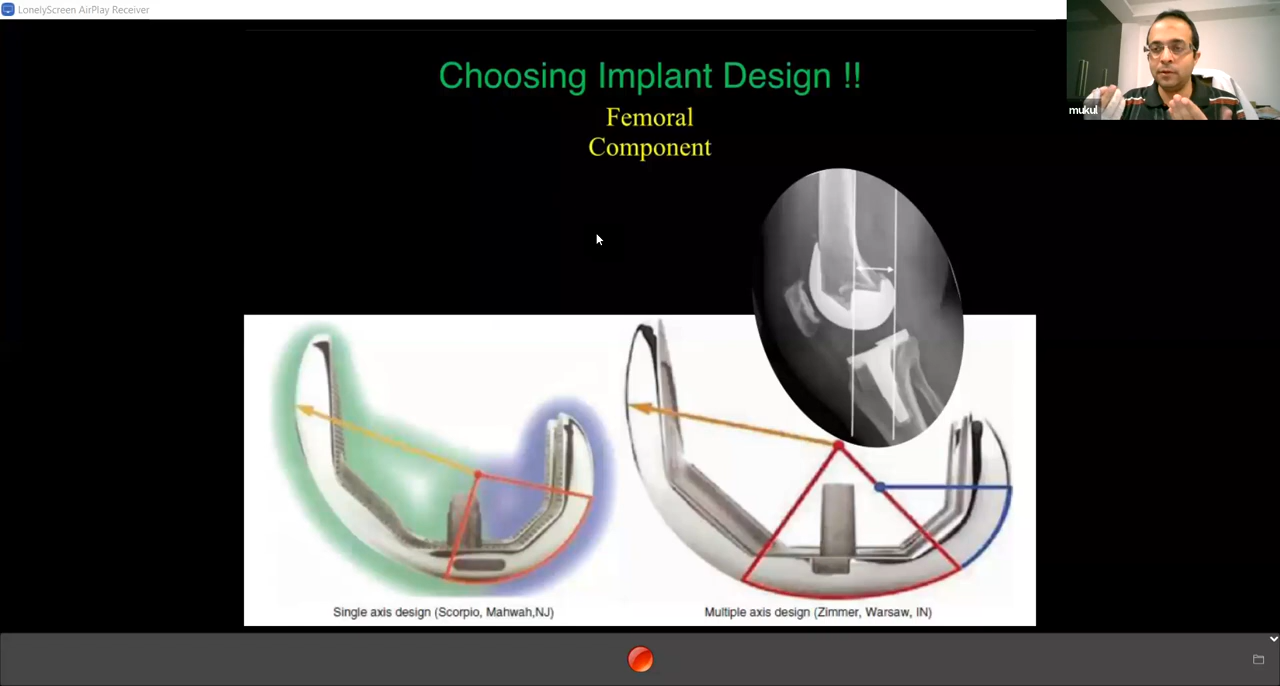 LonelyScreen AirPlay Receiver
Choosing Implant Design !!
Femoral
Component
mukul
Single axis design (Scorpio, Mahwah,NJ)
Multiple axis design (Zimmer, Warsaw, IN)